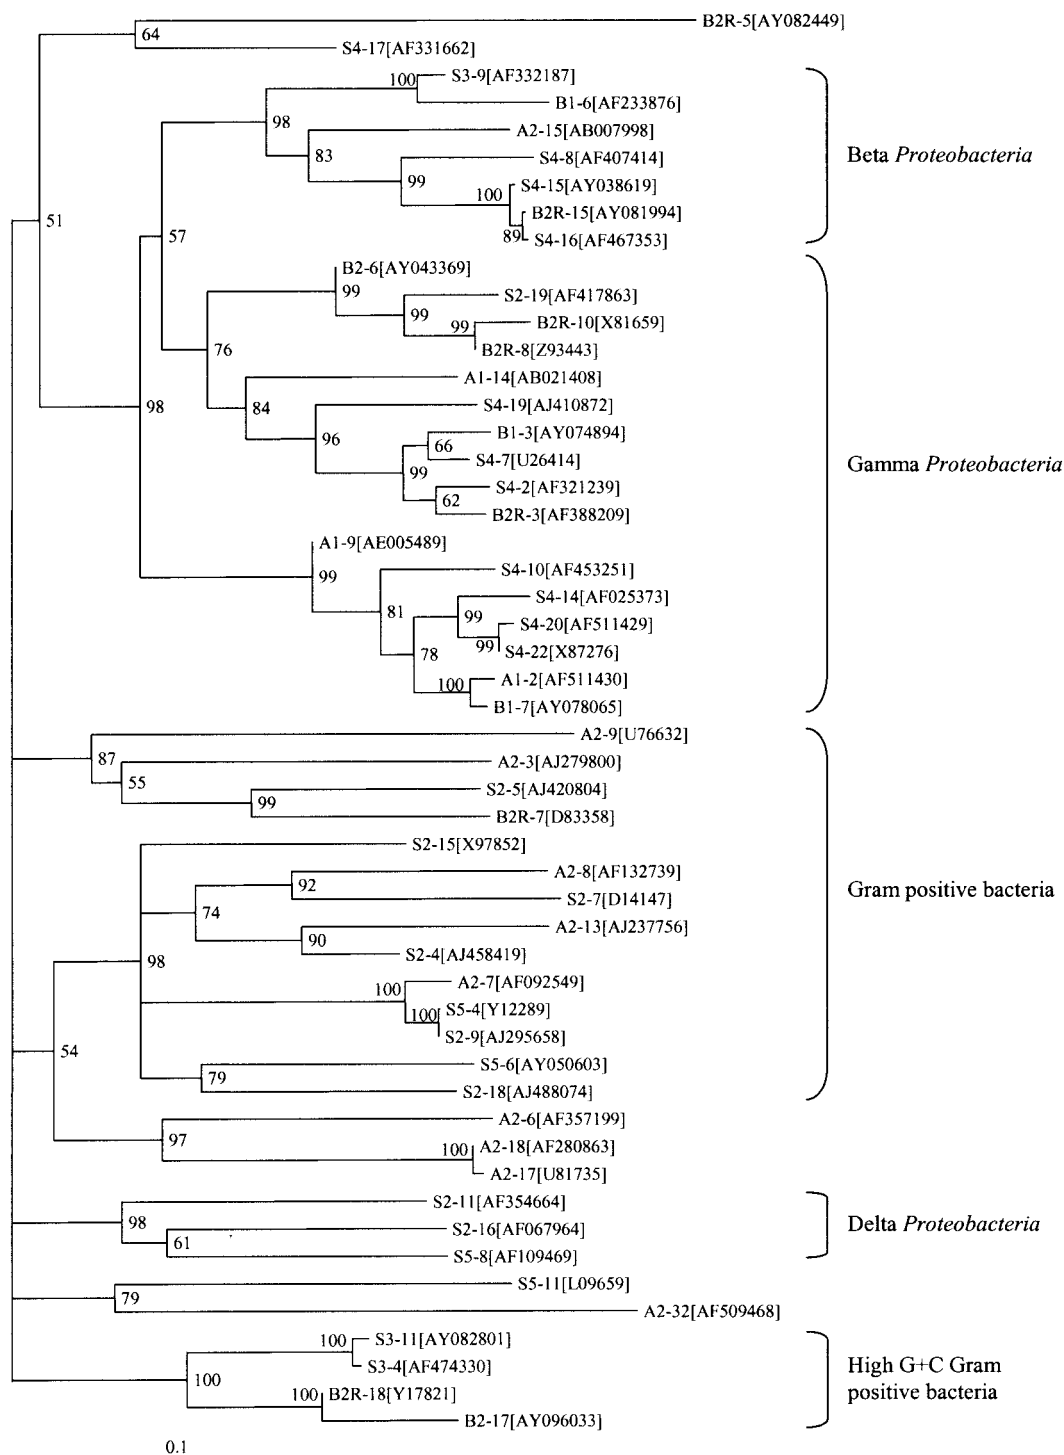 B2R-5[AY082449]
64
S4-17[AF331662]
S3-9[AF332187]
100
B1-6[AF233876]
98
A2-15[AB007998]
83
S4-8[AF407414]
Beta Proteobacteria
99
S4-15[AY038619]
100
B2R-15[AY081994]
51
57
89
S4-16[AF467353]
B2-6[AY043369]
99
S2-19[AF417863]
99
B2R-10[X81659]
99
76
B2R-8[Z93443]
A1-14[AB021408]
98
84
S4-19[AJ410872]
B1-3[AY074894]
96
66
S4-7[U26414]
Gamma Proteobacteria
99
S4-2[AF321239]
62
B2R-3[AF388209]
A1-9[AE005489]
99
S4-10[AF453251]
S4-14[AF025373]
81
99
S4-20[AF511429]
99
S4-22[X87276]
78
A1-2[AF511430]
100
B1-7[AY078065]
A2-9[U76632]
87
A2-3[AJ279800]
55
S2-5[AJ420804]
99
B2R-7[D83358]
S2-15[X97852]
A2-8[AF132739]
92
Gram positive bacteria
S2-7[D14147]
74
A2-13[AJ237756]
90
S2-4[AJ458419]
98
A2-7[AF092549]
100
S5-4[Y12289]
100
S2-9[AJ295658]
54
S5-6[AY050603]
79
S2-18[AJ488074]
A2-6[AF357199]
97
A2-18[AF280863]
100
A2-17[U81735]
S2-11[AF354664]
98
S2-16[AF067964]
Delta Proteobacteria
61
S5-8[AF109469]
S5-11[L09659]
79
A2-32[AF509468]
S3-11[AY082801]
100
S3-4[AF474330]
High G+C Gram
100
B2R-18[Y17821]
100
positive bacteria
B2-17[AY096033]
0.1